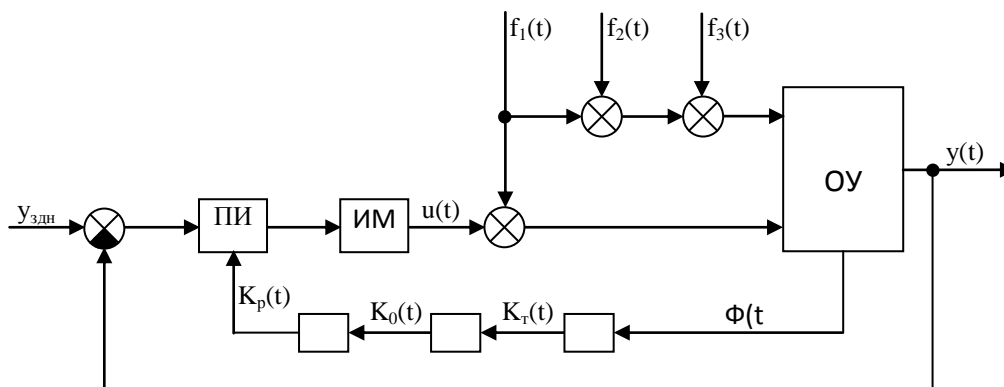 f₁(t) f₂(t) f₃(t)
y(t)
ОУ
yздн
ПИ
ИМ
u(t)
Kр(t)
K₀(t)
Kт(t)
Φ(t